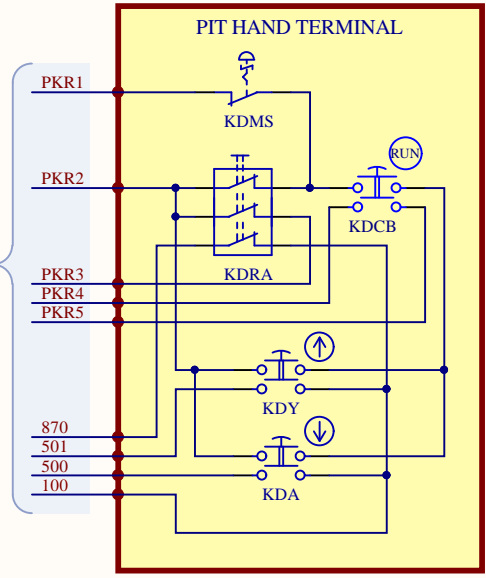 PIT HAND TERMINAL
PKR1
KDMS
RUN
PKR2
KDCB
KDRA
PKR3
PKR4
PKR5
KDY
870
501
500
100
KDA